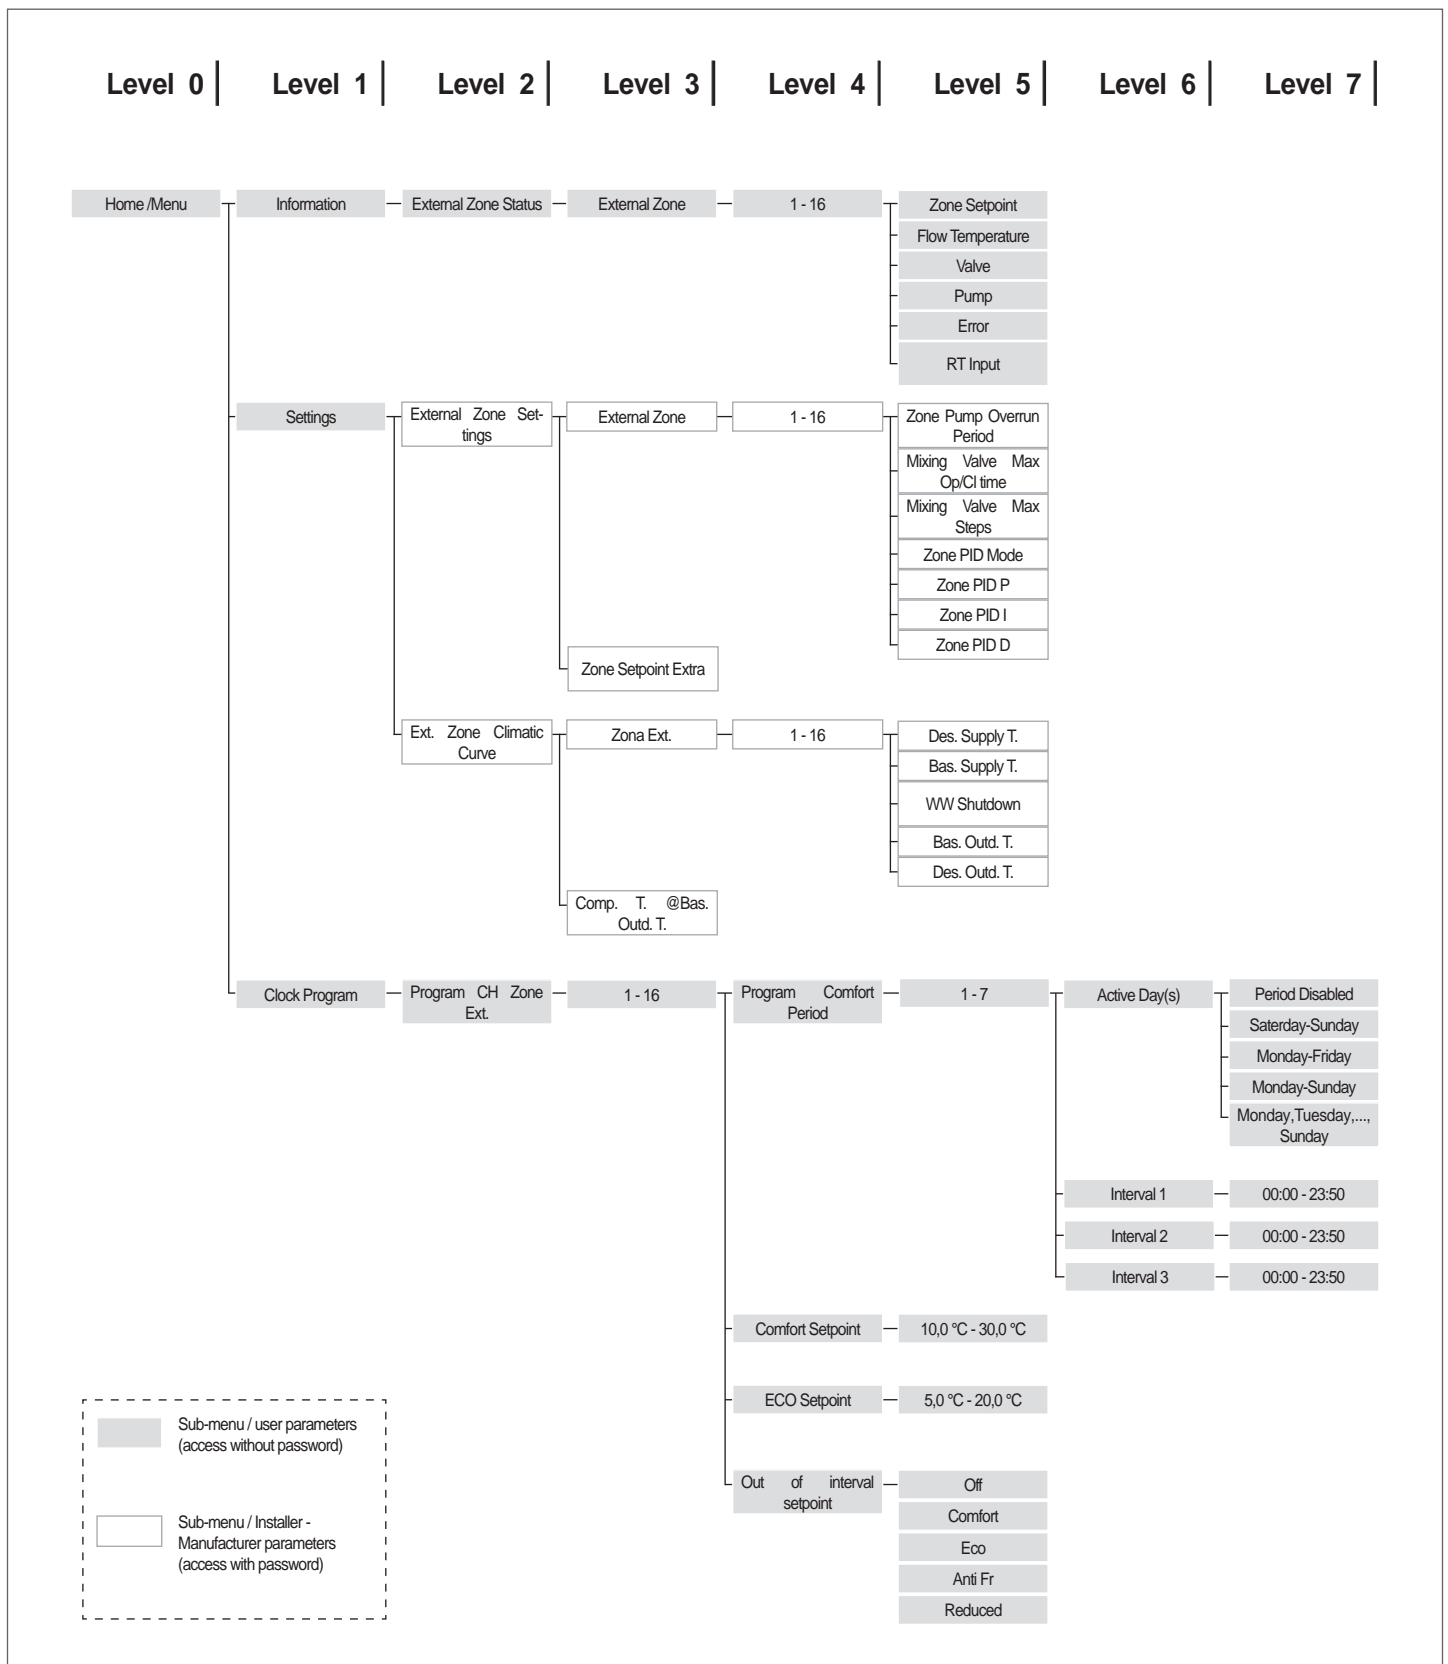 Level 0 Level 1 Level 2 Level 3 Level 4 Level 5 Level 6 Level 7
Home /Menu Information External Zone Status External Zone 1 - 16 Zone Setpoint
Flow Temperature
Valve
Pump
Error
RT Input
Settings External Zone Set-
tings External Zone 1 - 16 Zone Pump Overrun
Period
Mixing Valve Max
Op/Cl time
Mixing Valve Max
Steps
Zone PID Mode
Zone PID P
Zone PID I
Zone PID D
Zone Setpoint Extra
Ext. Zone Climatic
Curve Zona Ext. 1 - 16 Des. Supply T.
Bas. Supply T.
WW Shutdown
Bas. Outd. T.
Des. Outd. T.
Comp. T. @Bas.
Outd. T.
Clock Program Program CH Zone
Ext. 1 - 16 Program Comfort
Period 1 - 7 Active Day(s) Period Disabled
Saterday-Sunday
Monday-Friday
Monday-Sunday
Monday,Tuesday,...,
Sunday
Interval 1 00:00 - 23:50
Interval 2 00:00 - 23:50
Interval 3 00:00 - 23:50
Comfort Setpoint 10,0 °C - 30,0 °C
ECO Setpoint 5,0 °C - 20,0 °C
Out of interval
setpoint Off
Comfort
Eco
Anti Fr
Reduced
Sub-menu / user parameters
(access without password)
Sub-menu / Installer -
Manufacturer parameters
(access with password)